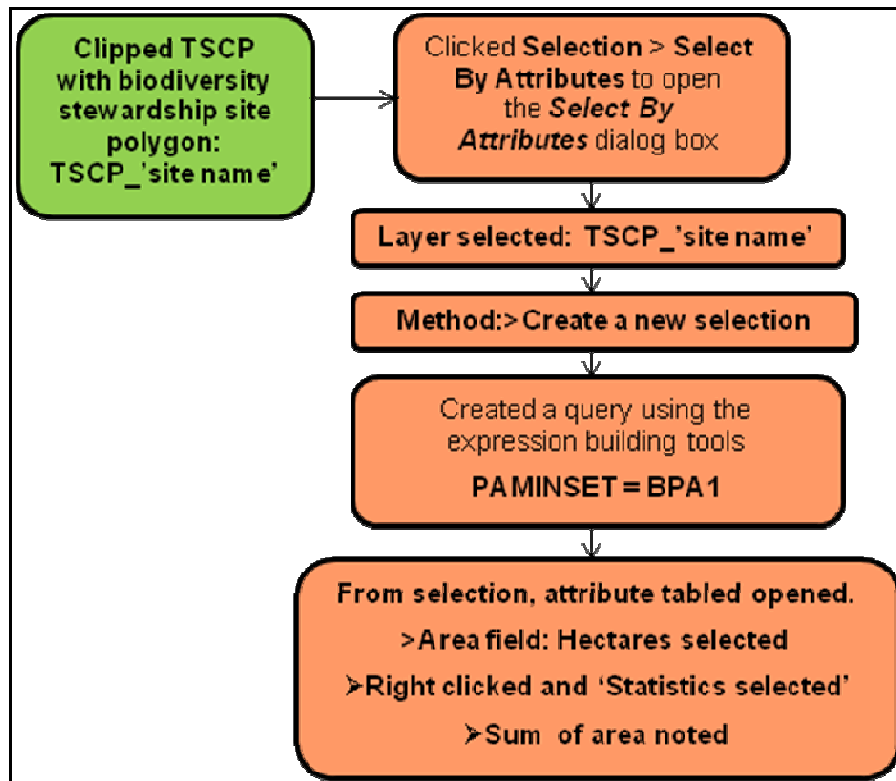 Clipped TSCP
with biodiversity
stewardship site
polygon:
TSCP_'site name'
Clicked Selection > Select
By Attributes to open
the Select By
Attributes dialog box
Layer selected: TSCP_'site name'
Method:>Create a new selection
Created a query using the
expression building tools
PAMINSET = BPA1
From selection, attribute tabled opened.
>Area field: Hectares selected
➢Right clicked and ‘Statistics selected’
➢Sum of area noted